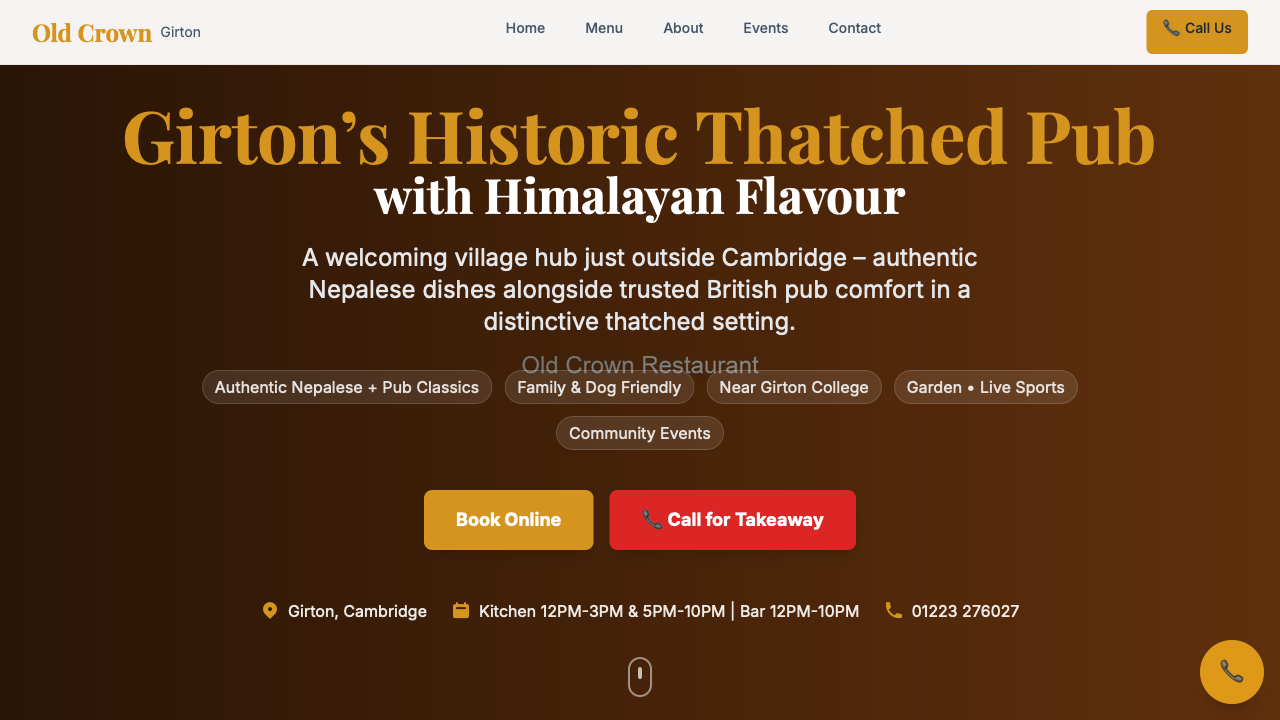 Old Crown Girton
Home Menu About Events Contact
Call Us
Girton’s Historic Thatched Pub
with Himalayan Flavour
A welcoming village hub just outside Cambridge – authentic
Nepalese dishes alongside trusted British pub comfort in a
distinctive thatched setting.
Old Crown Restaurant
Authentic Nepalese + Pub Classics Family & Dog Friendly Near Girton College Garden • Live Sports
Community Events
Book Online Call for Takeaway
Girton, Cambridge Kitchen 12PM-3PM & 5PM-10PM | Bar 12PM-10PM 01223 276027